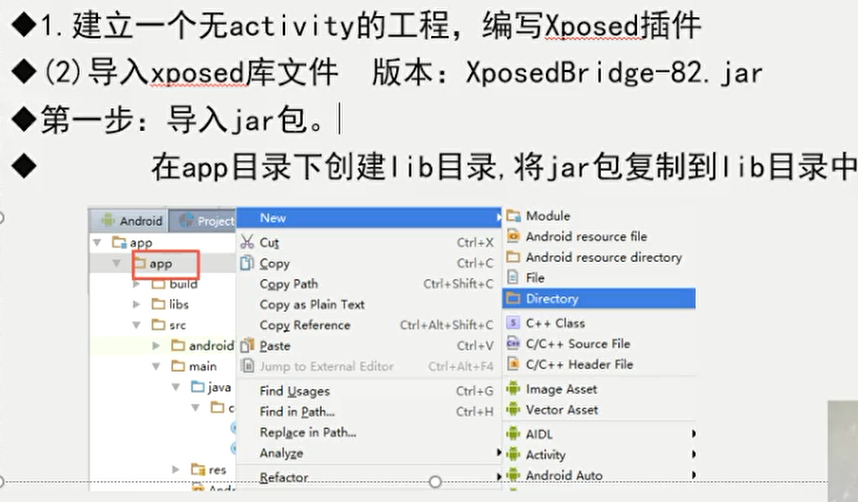 ◆1.建立一个无activity的工程，编写Xposed插件
◆(2)导入xposed库文件 版本：XposedBridge-82.jar
◆第一步：导入jar包。
◆ 在app目录下创建lib目录,将jar包复制到lib目录中
Android Project
app
app
build
libs
src
android
main
java
c
res
New
Cut Ctrl+X
Copy Ctrl+C
Copy Path Ctrl+Shift+C
Copy as Plain Text
Copy Reference Ctrl+Alt+Shift+C
Paste Ctrl+V
Jump to External Editor Ctrl+Alt+F4
Find Usages Ctrl+G
Find in Path... Ctrl+H
Replace in Path...
Analyze
Refactor
Module
Android resource file
Android resource directory
File
Directory
C++ Class
C/C++ Source File
C/C++ Header File
Image Asset
Vector Asset
AIDL
Activity
Android Auto